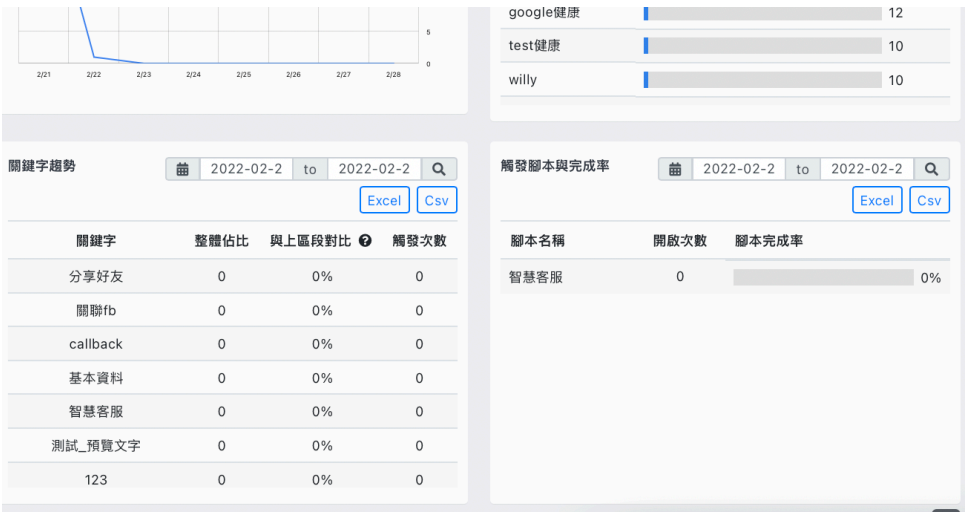 5
0
2/21 2/22 2/23 2/24 2/25 2/26 2/27 2/28
google健康 12
test健康 10
willy 10
關鍵字趨勢 2022-02-2 to 2022-02-2
Excel Csv
關鍵字 整體佔比 與上區段對比 觸發次數
分享好友 0 0% 0
關聯fb 0 0% 0
callback 0 0% 0
基本資料 0 0% 0
智慧客服 0 0% 0
測試_預覽文字 0 0% 0
123 0 0% 0
觸發腳本與完成率 2022-02-2 to 2022-02-2
Excel Csv
腳本名稱 開啟次數 腳本完成率
智慧客服 0 0%